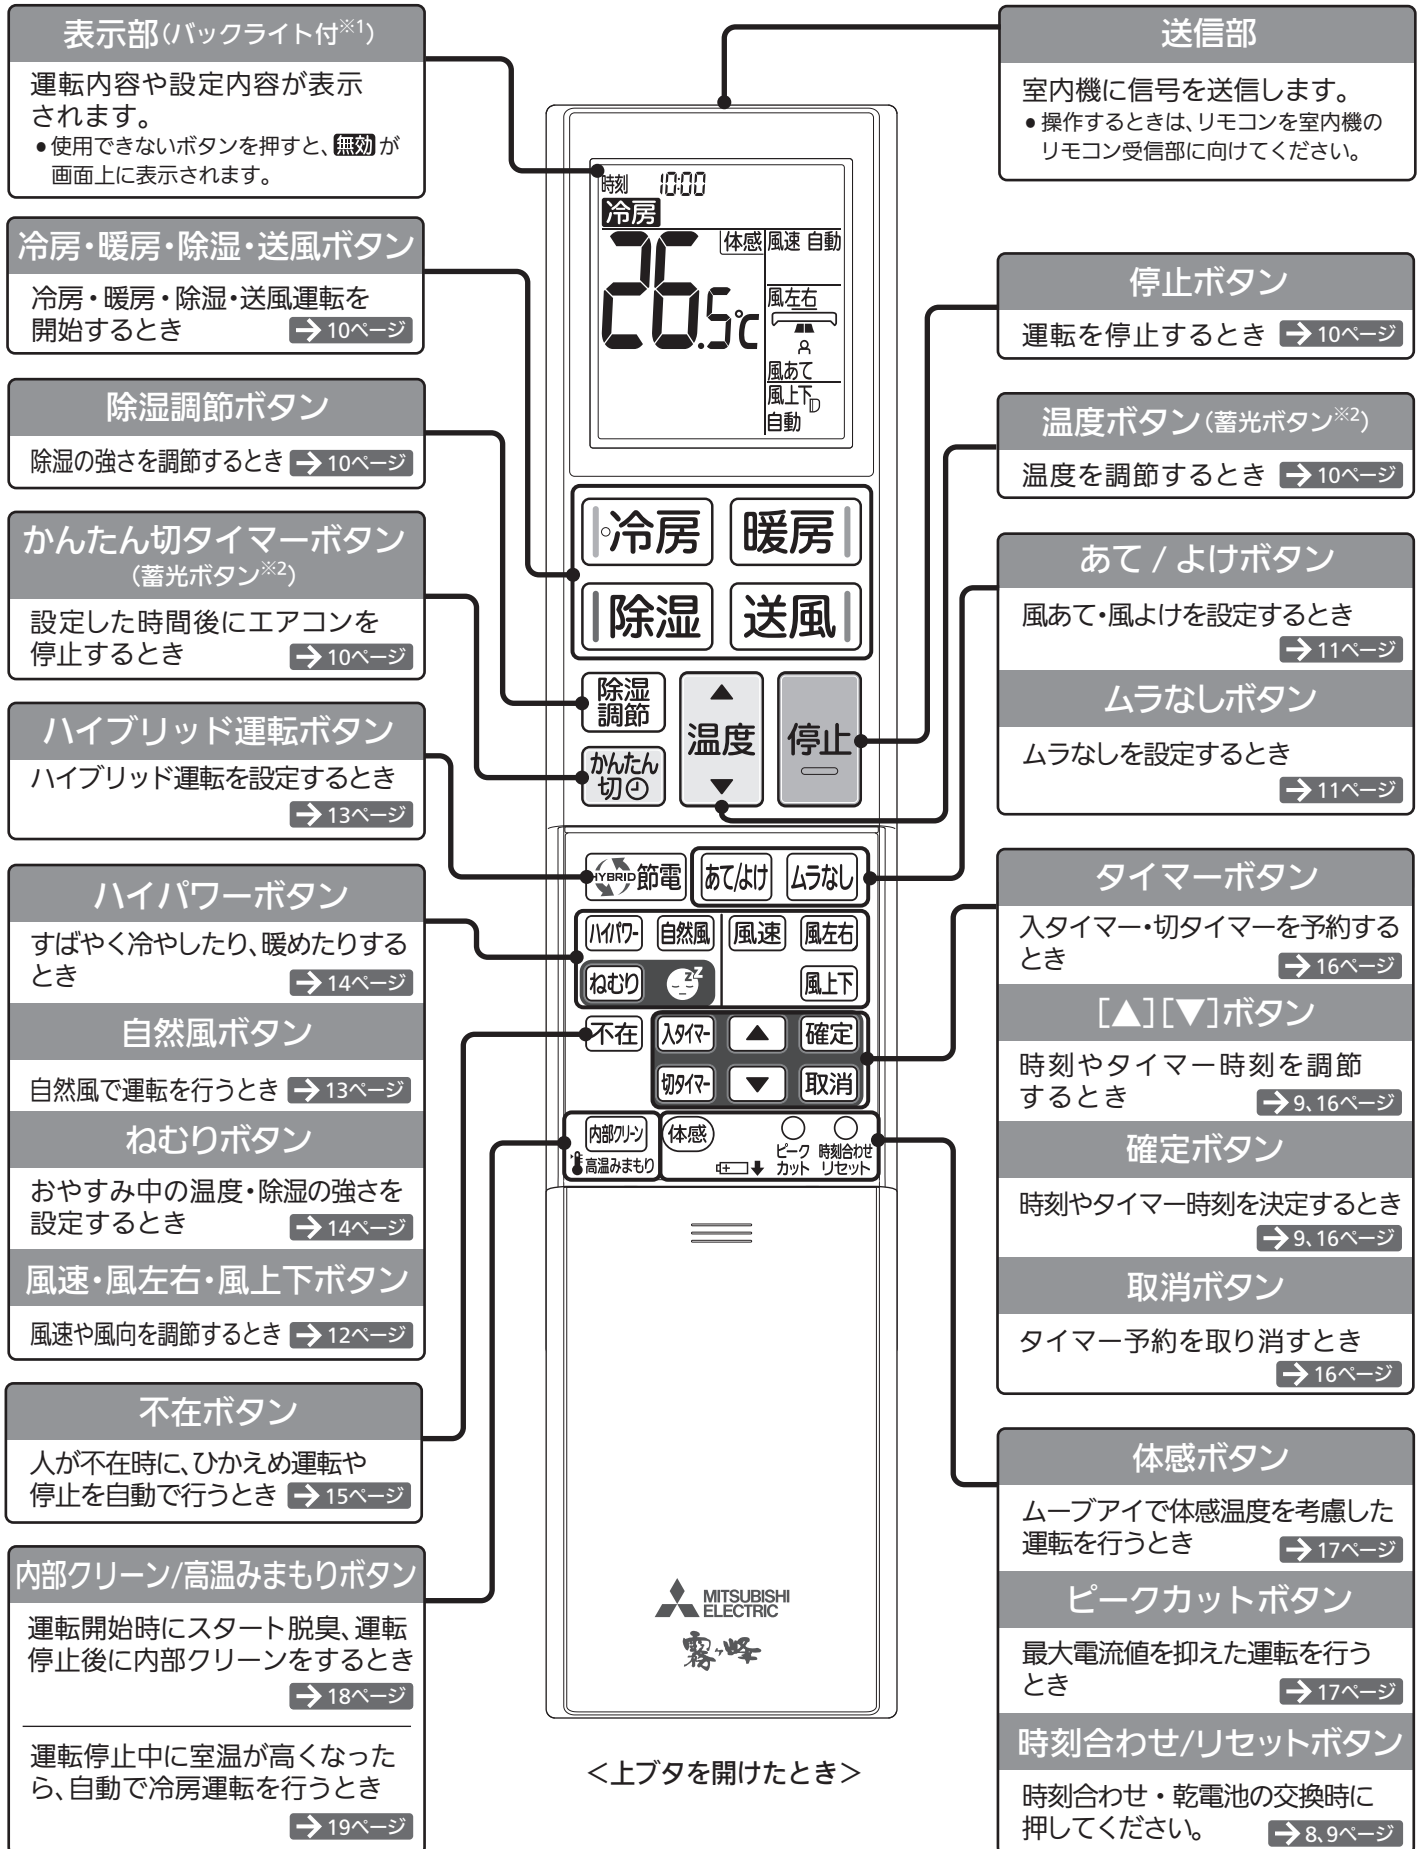 表示部(バックライト付※1)
運転内容や設定内容が表示
されます。
●使用できないボタンを押すと、無効が
画面上に表示されます。
冷房・暖房・除湿・送風ボタン
冷房・暖房・除湿・送風運転を
開始するとき →10ページ
除湿調節ボタン
除湿の強さを調節するとき →10ページ
かんたん切タイマーボタン
(蓄光ボタン※2)
設定した時間後にエアコンを
停止するとき →10ページ
ハイブリッド運転ボタン
ハイブリッド運転を設定するとき
→13ページ
ハイパワーボタン
すばやく冷やしたり、暖めたりする
とき →14ページ
自然風ボタン
自然風で運転を行うとき →13ページ
ねむりボタン
おやすみ中の温度・除湿の強さを
設定するとき →14ページ
風速・風左右・風上下ボタン
風速や風向を調節するとき →12ページ
不在ボタン
人が不在時に、ひかえめ運転や
停止を自動で行うとき →15ページ
内部クリーン/高温みまもりボタン
運転開始時にスタート脱臭、運転
停止後に内部クリーンをするとき
→18ページ
運転停止中に室温が高くなった
ら、自動で冷房運転を行うとき
→19ページ
時刻 10:00
冷房
体感 風速 自動
26.5℃
風左右
風あて
風上下
自動
冷房 暖房
除湿 送風
除湿
調節
▲
温度
▼
停止
かんたん
切
HYBRID 節電 あて/よけ ムラなし
ハイパワー 自然風 風速 風左右
ねむり zz 風上下
不在 入タイマー ▲ 確定
切タイマー ▼ 取消
内部クリーン 体感
高温みまもり
ピーク
カット
時刻合わせ
リセット
MITSUBISHI
ELECTRIC
霧ヶ峰
<上ブタを開けたとき>
送信部
室内機に信号を送信します。
●操作するときは、リモコンを室内機の
リモコン受信部に向けてください。
停止ボタン
運転を停止するとき →10ページ
温度ボタン(蓄光ボタン※2)
温度を調節するとき →10ページ
あて / よけボタン
風あて・風よけを設定するとき
→11ページ
ムラなしボタン
ムラなしを設定するとき
→11ページ
タイマーボタン
入タイマー・切タイマーを予約する
とき →16ページ
[▲][▼]ボタン
時刻やタイマー時刻を調節
するとき →9、16ページ
確定ボタン
時刻やタイマー時刻を決定するとき
→9、16ページ
取消ボタン
タイマー予約を取り消すとき
→16ページ
体感ボタン
ムーブアイで体感温度を考慮した
運転を行うとき →17ページ
ピークカットボタン
最大電流値を抑えた運転を行う
とき →17ページ
時刻合わせ/リセットボタン
時刻合わせ・乾電池の交換時に
押してください。 →8、9ページ